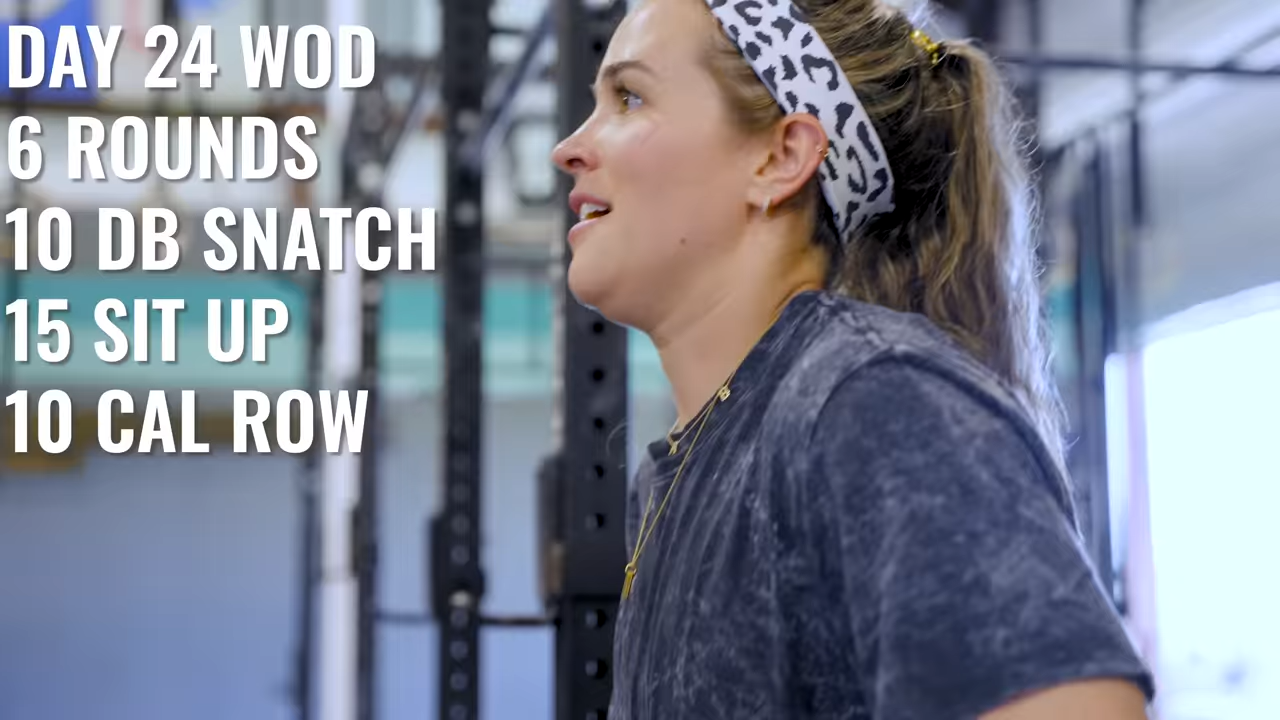 DAY 24 WOD
6 ROUNDS
10 DB SNATCH
15 SIT UP
10 CAL ROW